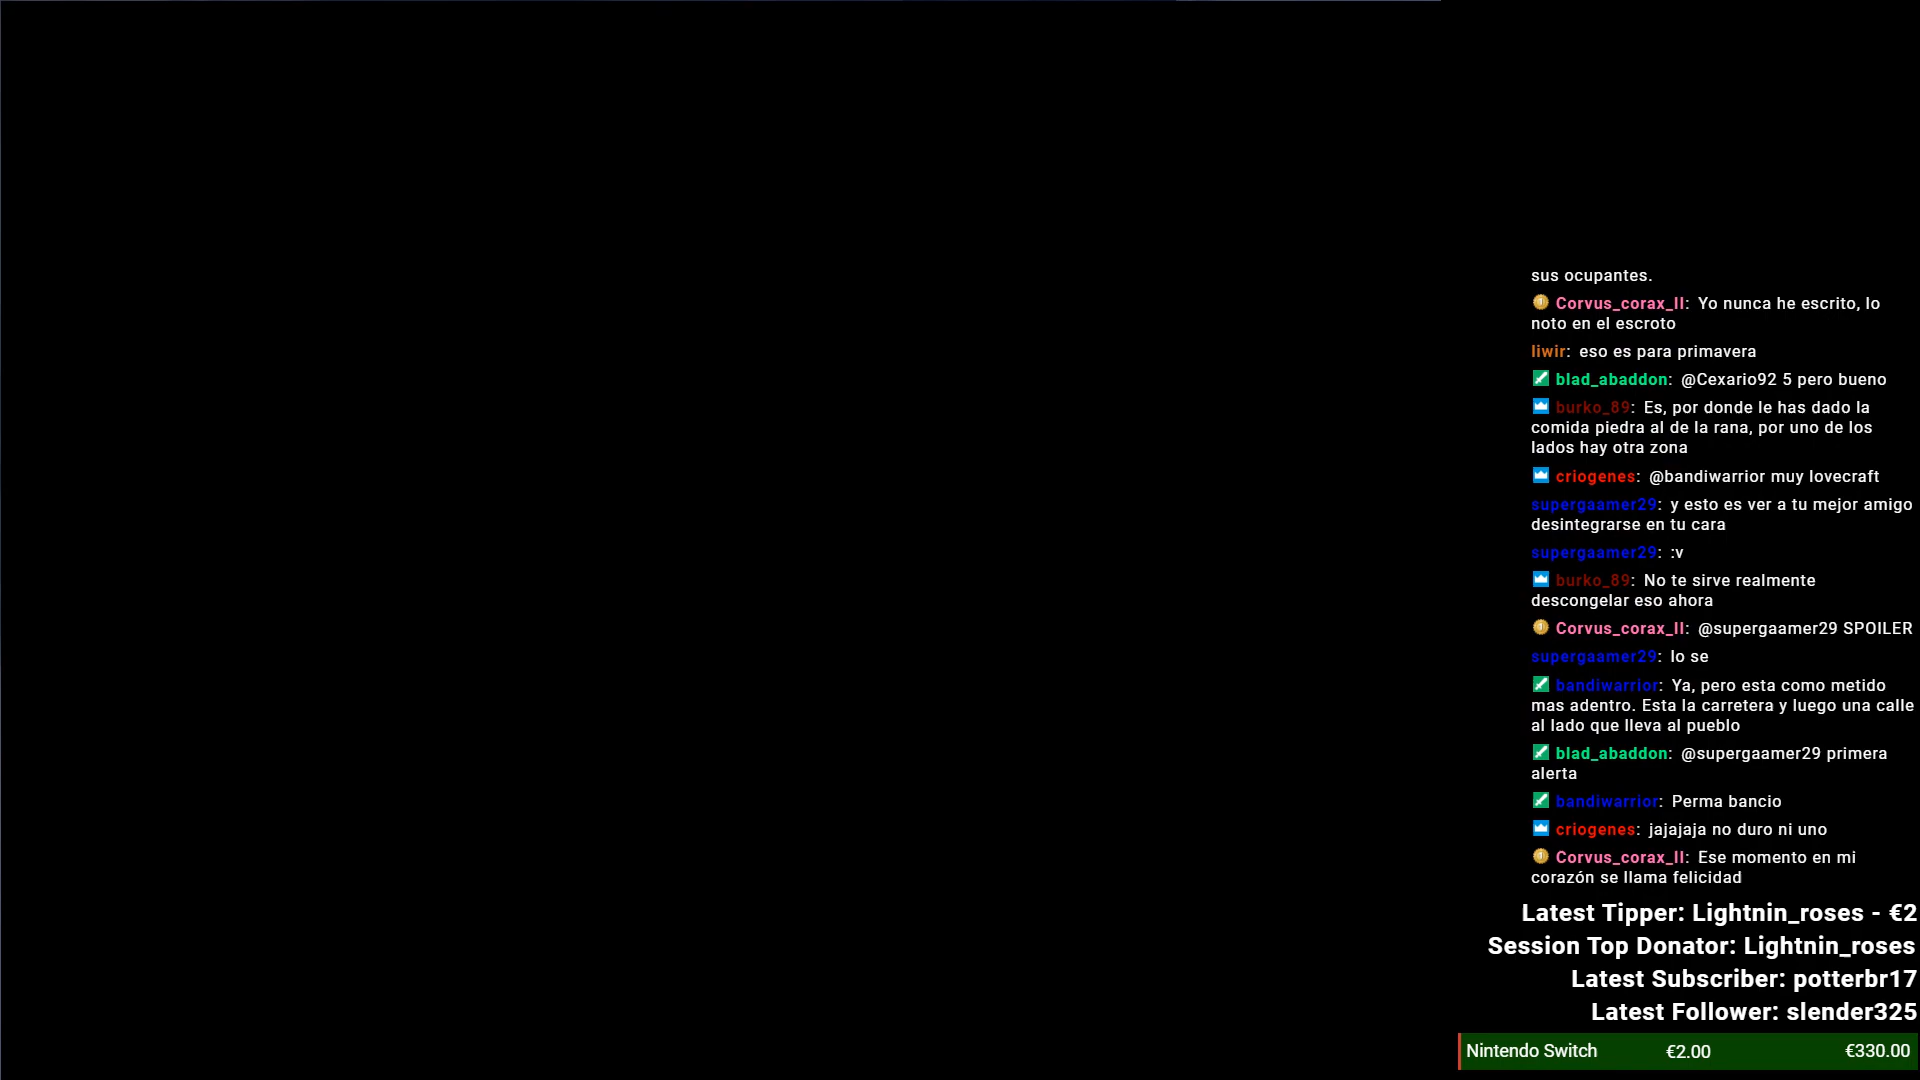 sus ocupantes.
Corvus_corax_II: Yo nunca he escrito, lo
noto en el escroto
liwir: eso es para primavera
blad_abaddon: @Cexario92 5 pero bueno
burko_89: Es, por donde le has dado la
comida piedra al de la rana, por uno de los
lados hay otra zona
criogenes: @bandiwarrior muy lovecraft
supergaamer29: y esto es ver a tu mejor amigo
desintegrarse en tu cara
supergaamer29: :v
burko_89: No te sirve realmente
descongelar eso ahora
Corvus_corax_II: @supergaamer29 SPOILER
supergaamer29: lo se
bandiwarrior: Ya, pero esta como metido
mas adentro. Esta la carretera y luego una calle
al lado que lleva al pueblo
blad_abaddon: @supergaamer29 primera
alerta
bandiwarrior: Perma bancio
criogenes: jajajaja no duro ni uno
Corvus_corax_II: Ese momento en mi
corazón se llama felicidad
Latest Tipper: Lightnin_roses - €2
Session Top Donator: Lightnin_roses
Latest Subscriber: potterbr17
Latest Follower: slender325
Nintendo Switch €2.00 €330.00